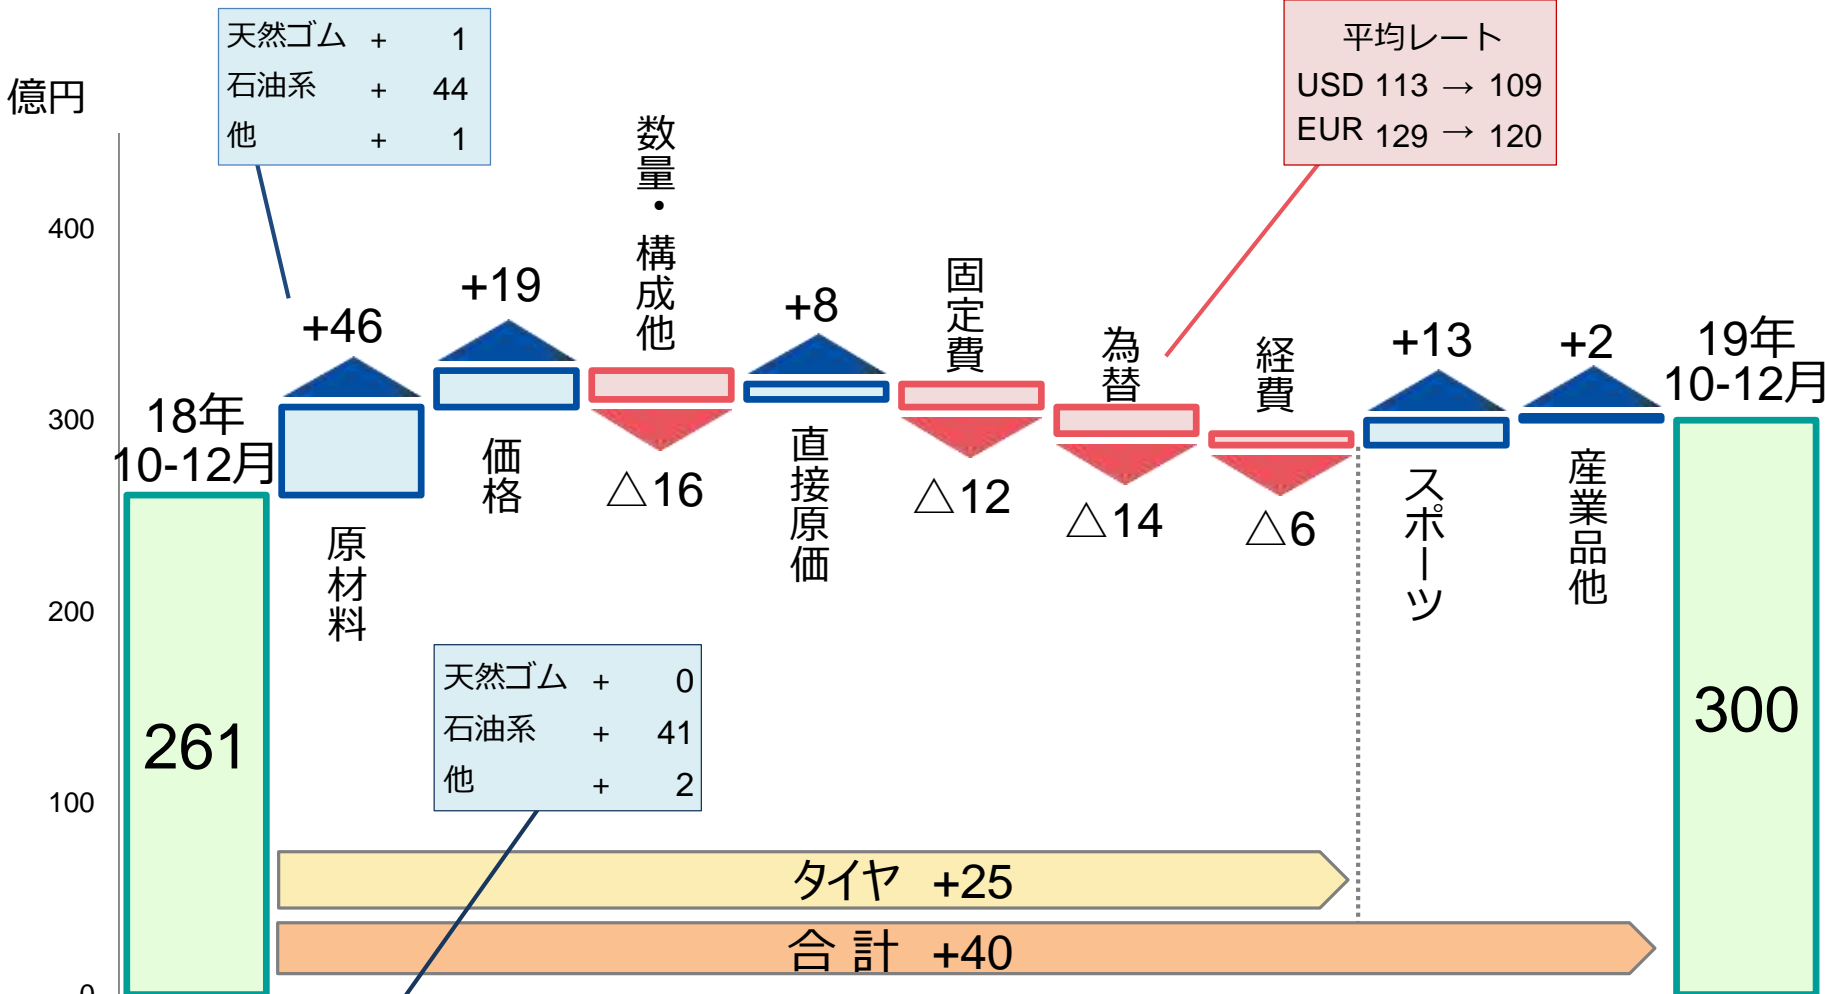 天然ゴム + 1
石油系 + 44
他 + 1
平均レート
USD 113 → 109
EUR 129 → 120
億円
400
300
200
100
0
18年
10-12月
261
+46
原材料
+19
価格
数量・構成他
△16
+8
直接原価
固定費
△12
為替
△14
経費
△6
+13
スポーツ
+2
産業品他
19年
10-12月
300
天然ゴム + 0
石油系 + 41
他 + 2
タイヤ +25
合計 +40